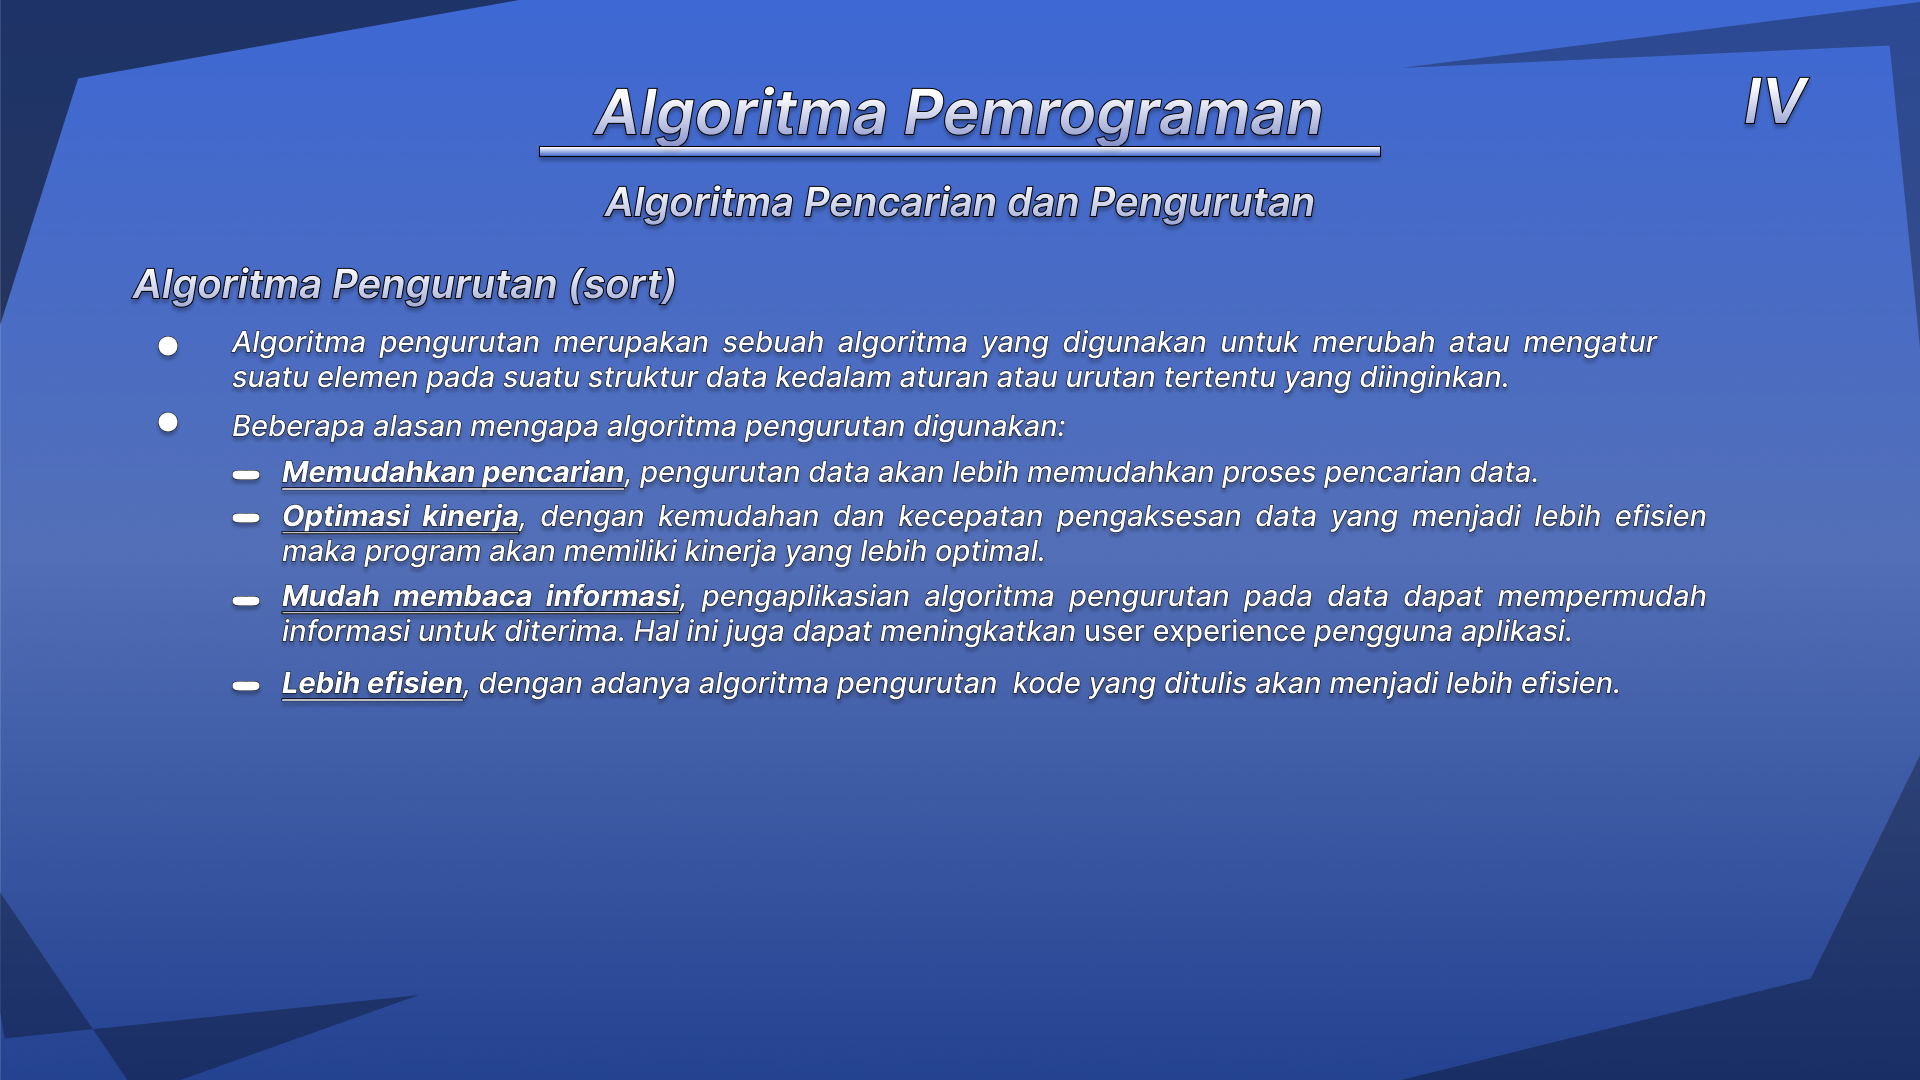 Algoritma Pemrograman
IV
Algoritma Pencarian dan Pengurutan
Algoritma Pengurutan (sort)
Algoritma pengurutan merupakan sebuah algoritma yang digunakan untuk merubah atau mengatur
suatu elemen pada suatu struktur data kedalam aturan atau urutan tertentu yang diinginkan.
Beberapa alasan mengapa algoritma pengurutan digunakan:
Memudahkan pencarian, pengurutan data akan lebih memudahkan proses pencarian data.
Optimasi kinerja, dengan kemudahan dan kecepatan pengaksesan data yang menjadi lebih efisien
maka program akan memiliki kinerja yang lebih optimal.
Mudah membaca informasi, pengaplikasian algoritma pengurutan pada data dapat mempermudah
informasi untuk diterima. Hal ini juga dapat meningkatkan user experience pengguna aplikasi.
Lebih efisien, dengan adanya algoritma pengurutan  kode yang ditulis akan menjadi lebih efisien.